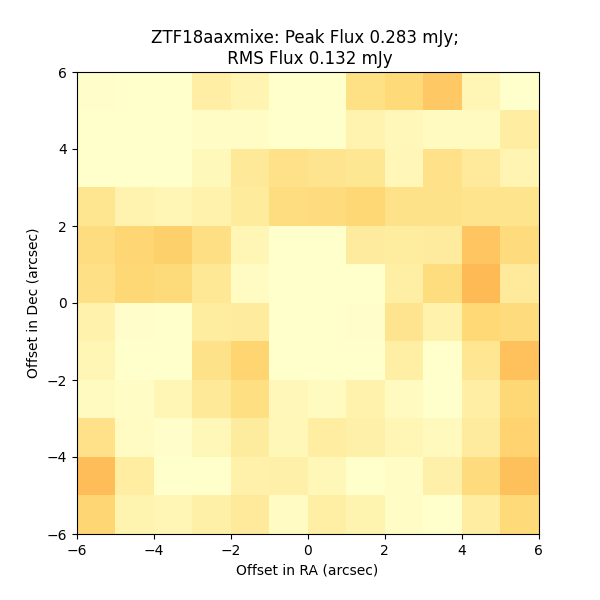 ZTF18aaxmixe: Peak Flux 0.283 mJy;
RMS Flux 0.132 mJy
6
4
2
0
−2
−4
−6
Offset in Dec (arcsec)
−6 −4 −2 0 2 4 6
Offset in RA (arcsec)